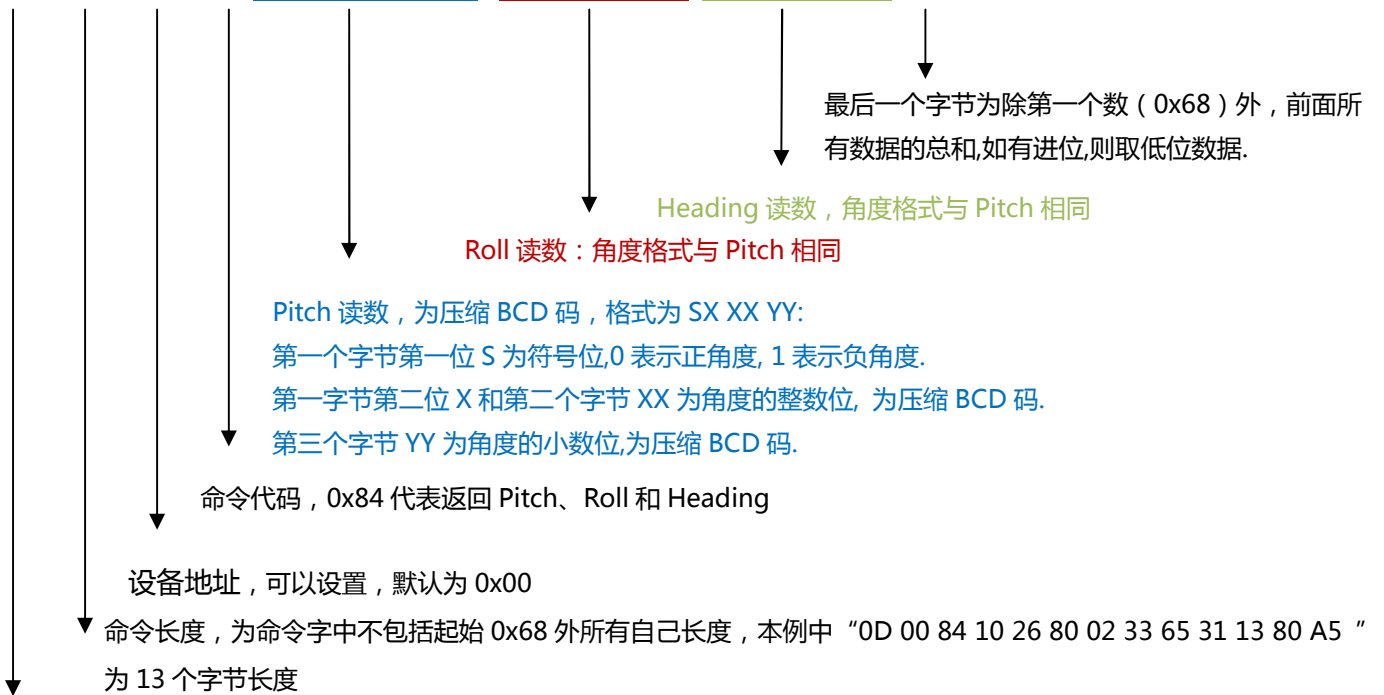 最后一个字节为除第一个数（0x68）外，前面所
有数据的总和,如有进位,则取低位数据.
Heading 读数，角度格式与 Pitch 相同
Roll 读数：角度格式与 Pitch 相同
Pitch 读数，为压缩 BCD 码，格式为 SX XX YY:
第一个字节第一位 S 为符号位,0 表示正角度, 1 表示负角度.
第一字节第二位 X 和第二个字节 XX 为角度的整数位, 为压缩 BCD 码.
第三个字节 YY 为角度的小数位,为压缩 BCD 码.
命令代码，0x84 代表返回 Pitch、Roll 和 Heading
设备地址，可以设置，默认为 0x00
命令长度，为命令字中不包括起始 0x68 外所有自己长度，本例中“0D 00 84 10 26 80 02 33 65 31 13 80 A5 ”
为 13 个字节长度